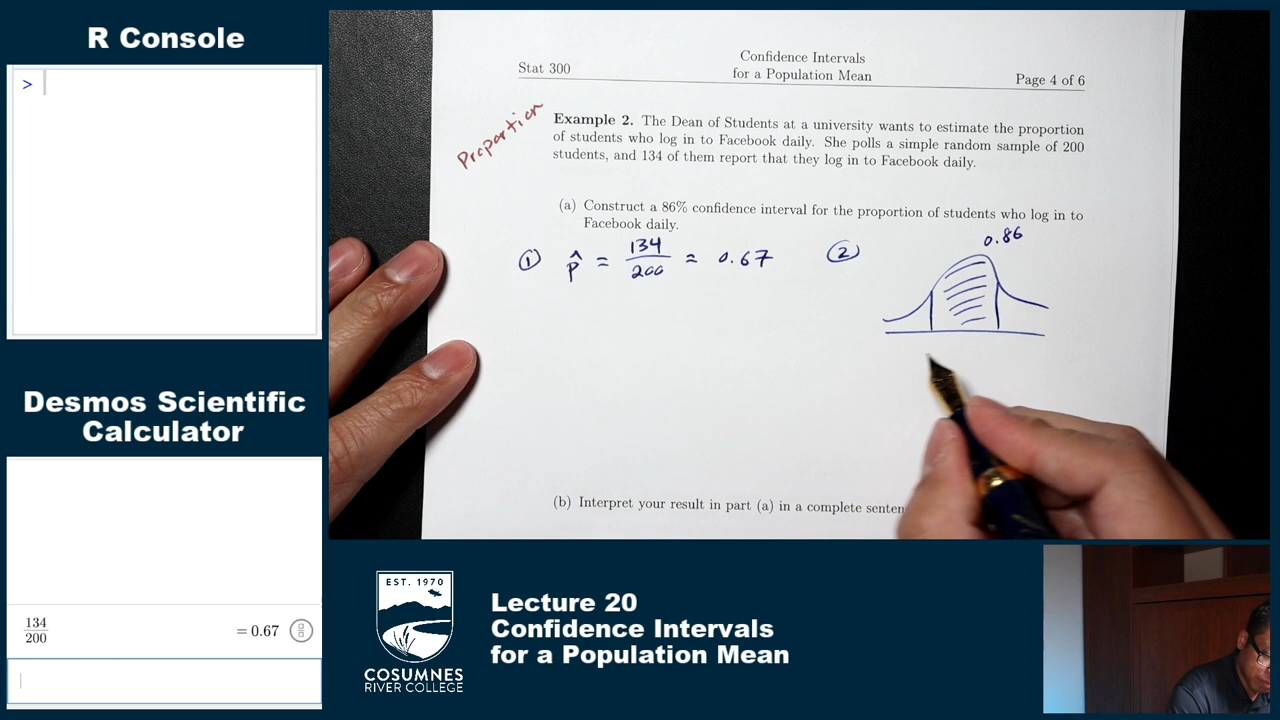 R Console
>
Desmos Scientific
Calculator
134
200
= 0.67
Stat 300
Confidence Intervals
for a Population Mean
Page 4 of 6
Proportion
Example 2. The Dean of Students at a university wants to estimate the proportion
of students who log in to Facebook daily. She polls a simple random sample of 200
students, and 134 of them report that they log in to Facebook daily.
(a) Construct a 86% confidence interval for the proportion of students who log in to
Facebook daily.
① p̂ = 134/200 = 0.67
②
0.86
(b) Interpret your result in part (a) in a complete
EST. 1970
COSUMNES
RIVER COLLEGE
Lecture 20
Confidence Intervals
for a Population Mean